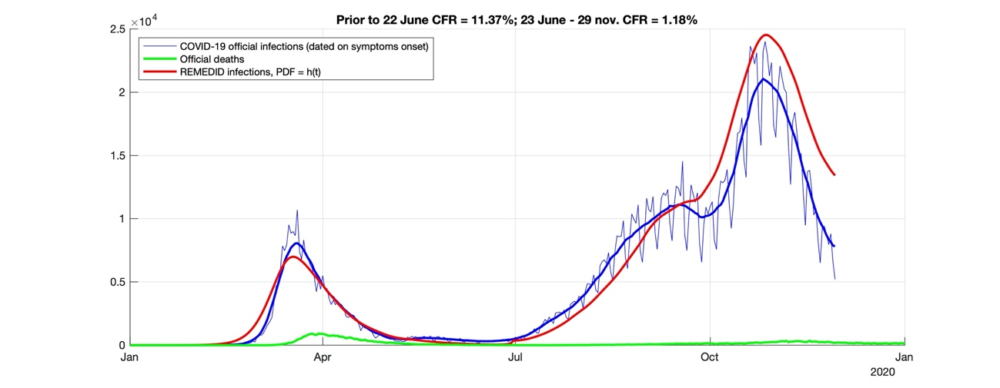 Prior to 22 June CFR = 11.37%; 23 June - 29 nov. CFR = 1.18%
×10⁴
2.5
COVID-19 official infections (dated on symptoms onset)
Official deaths
REMEDID infections, PDF = h(t)
2
1.5
1
0.5
0
Jan Apr Jul Oct Jan
2020